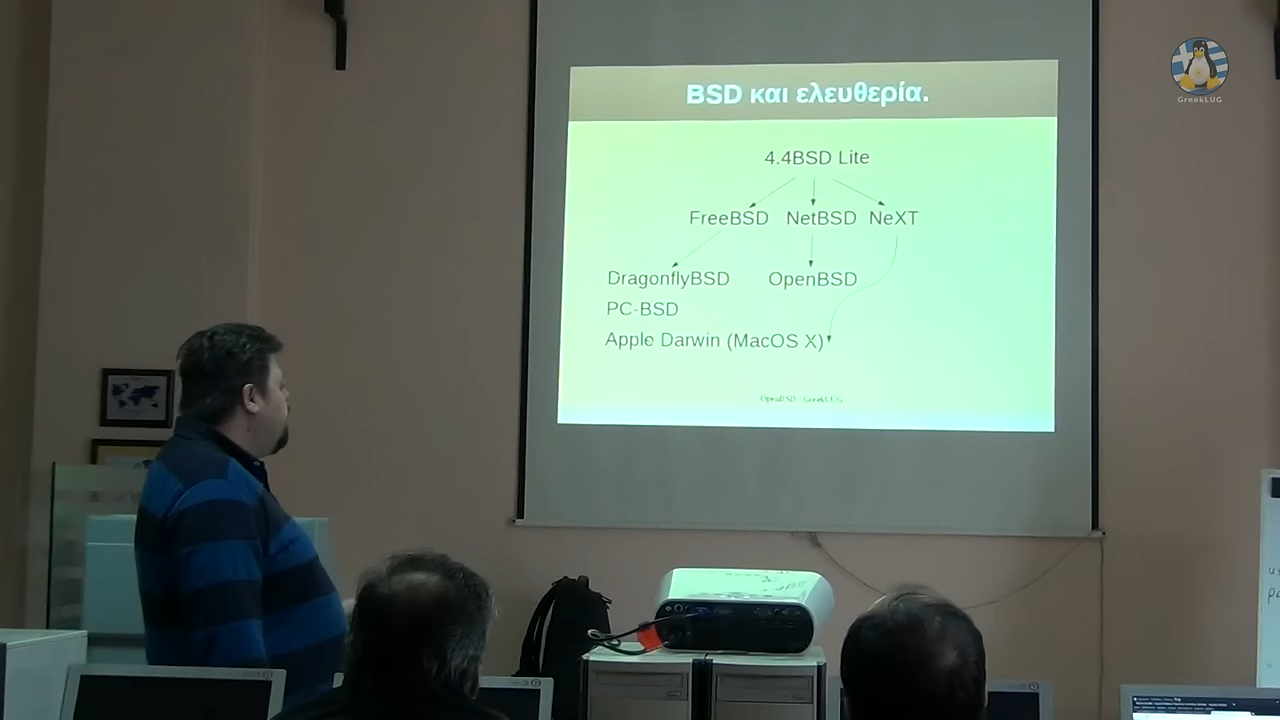 BSD και ελευθερία.
4.4BSD Lite
FreeBSD NetBSD NeXT
DragonflyBSD OpenBSD
PC-BSD
Apple Darwin (MacOS X)
OpenBSD - GreekLUG
GreekLUG